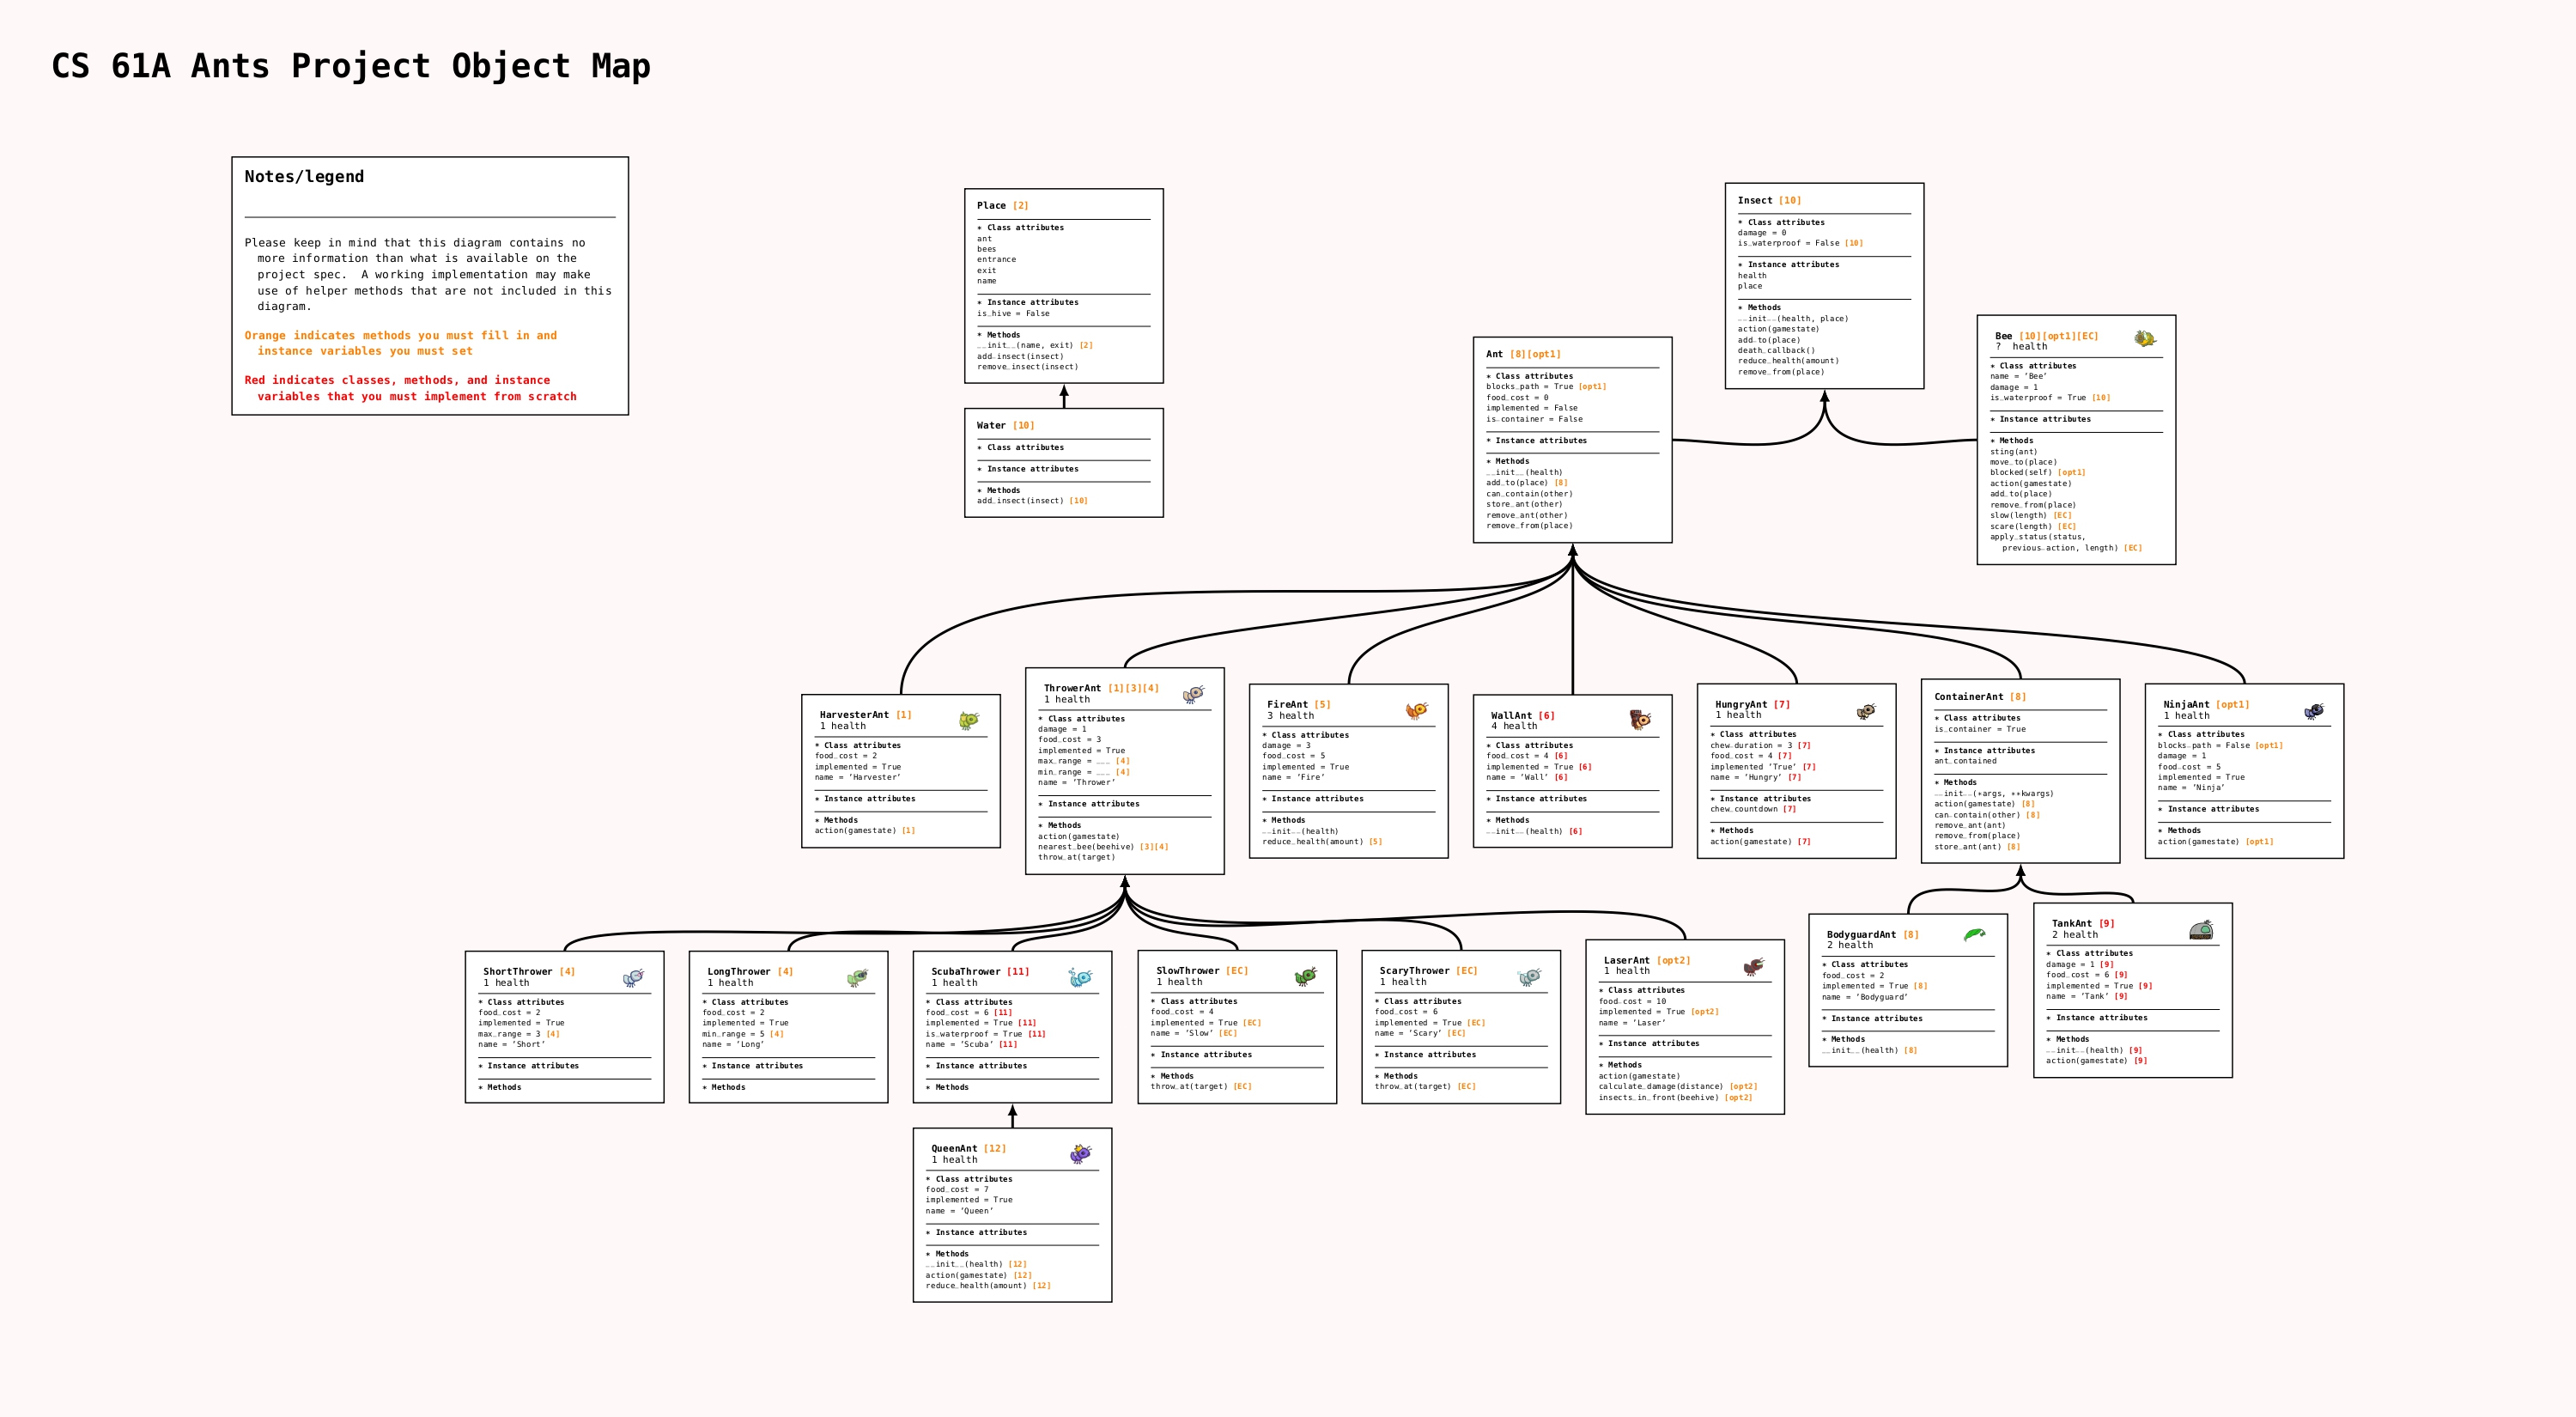 CS 61A Ants Project Object Map
Notes/legend
Please keep in mind that this diagram contains no
more information than what is available on the
project spec. A working implementation may make
use of helper methods that are not included in this
diagram.
Orange indicates methods you must fill in and
instance variables you must set
Red indicates classes, methods, and instance
variables that you must implement from scratch
Place [2]
* Class attributes
ant
bees
entrance
exit
name
* Instance attributes
is_hive = False
* Methods
__init__(name, exit) [2]
add_insect(insect)
remove_insect(insect)
Water [10]
* Class attributes
* Instance attributes
* Methods
add_insect(insect) [10]
Insect [10]
* Class attributes
damage = 0
is_waterproof = False [10]
* Instance attributes
health
place
* Methods
__init__(health, place)
action(gamestate)
add_to(place)
death_callback()
reduce_health(amount)
remove_from(place)
Ant [8][opt1]
* Class attributes
blocks_path = True [opt1]
food_cost = 0
implemented = False
is_container = False
* Instance attributes
* Methods
__init__(health)
add_to(place) [8]
can_contain(other)
store_ant(other)
remove_ant(other)
remove_from(place)
Bee [10][opt1][EC]
? health
* Class attributes
name = ’Bee’
damage = 1
is_waterproof = True [10]
* Instance attributes
* Methods
sting(ant)
move_to(place)
blocked(self) [opt1]
action(gamestate)
add_to(place)
remove_from(place)
slow(length) [EC]
scare(length) [EC]
apply_status(status,
previous_action, length) [EC]
HarvesterAnt [1]
1 health
* Class attributes
food_cost = 2
implemented = True
name = ’Harvester’
* Instance attributes
* Methods
action(gamestate) [1]
ThrowerAnt [1][3][4]
1 health
* Class attributes
damage = 1
food_cost = 3
implemented = True
max_range = ___ [4]
min_range = ___ [4]
name = ’Thrower’
* Instance attributes
* Methods
action(gamestate)
nearest_bee(beehive) [3][4]
throw_at(target)
FireAnt [5]
3 health
* Class attributes
damage = 3
food_cost = 5
implemented = True
name = ’Fire’
* Instance attributes
* Methods
__init__(health)
reduce_health(amount) [5]
WallAnt [6]
4 health
* Class attributes
food_cost = 4 [6]
implemented = True [6]
name = ’Wall’ [6]
* Instance attributes
* Methods
__init__(health) [6]
HungryAnt [7]
1 health
* Class attributes
chew_duration = 3 [7]
food_cost = 4 [7]
implemented ’True’ [7]
name = ’Hungry’ [7]
* Instance attributes
chew_countdown [7]
* Methods
action(gamestate) [7]
ContainerAnt [8]
* Class attributes
is_container = True
* Instance attributes
ant_contained
* Methods
__init__(*args, **kwargs)
action(gamestate) [8]
can_contain(other) [8]
remove_ant(ant)
remove_from(place)
store_ant(ant) [8]
NinjaAnt [opt1]
1 health
* Class attributes
blocks_path = False [opt1]
damage = 1
food_cost = 5
implemented = True
name = ’Ninja’
* Instance attributes
* Methods
action(gamestate) [opt1]
ShortThrower [4]
1 health
* Class attributes
food_cost = 2
implemented = True
max_range = 3 [4]
name = ’Short’
* Instance attributes
* Methods
LongThrower [4]
1 health
* Class attributes
food_cost = 2
implemented = True
min_range = 5 [4]
name = ’Long’
* Instance attributes
* Methods
ScubaThrower [11]
1 health
* Class attributes
food_cost = 6 [11]
implemented = True [11]
is_waterproof = True [11]
name = ’Scuba’ [11]
* Instance attributes
* Methods
SlowThrower [EC]
1 health
* Class attributes
food_cost = 4
implemented = True [EC]
name = ’Slow’ [EC]
* Instance attributes
* Methods
throw_at(target) [EC]
ScaryThrower [EC]
1 health
* Class attributes
food_cost = 6
implemented = True [EC]
name = ’Scary’ [EC]
* Instance attributes
* Methods
throw_at(target) [EC]
LaserAnt [opt2]
1 health
* Class attributes
food_cost = 10
implemented = True [opt2]
name = ’Laser’
* Instance attributes
* Methods
action(gamestate)
calculate_damage(distance) [opt2]
insects_in_front(beehive) [opt2]
BodyguardAnt [8]
2 health
* Class attributes
food_cost = 2
implemented = True [8]
name = ’Bodyguard’
* Instance attributes
* Methods
__init__(health) [8]
TankAnt [9]
2 health
* Class attributes
damage = 1 [9]
food_cost = 6 [9]
implemented = True [9]
name = ’Tank’ [9]
* Instance attributes
* Methods
__init__(health) [9]
action(gamestate) [9]
QueenAnt [12]
1 health
* Class attributes
food_cost = 7
implemented = True
name = ’Queen’
* Instance attributes
* Methods
__init__(health) [12]
action(gamestate) [12]
reduce_health(amount) [12]